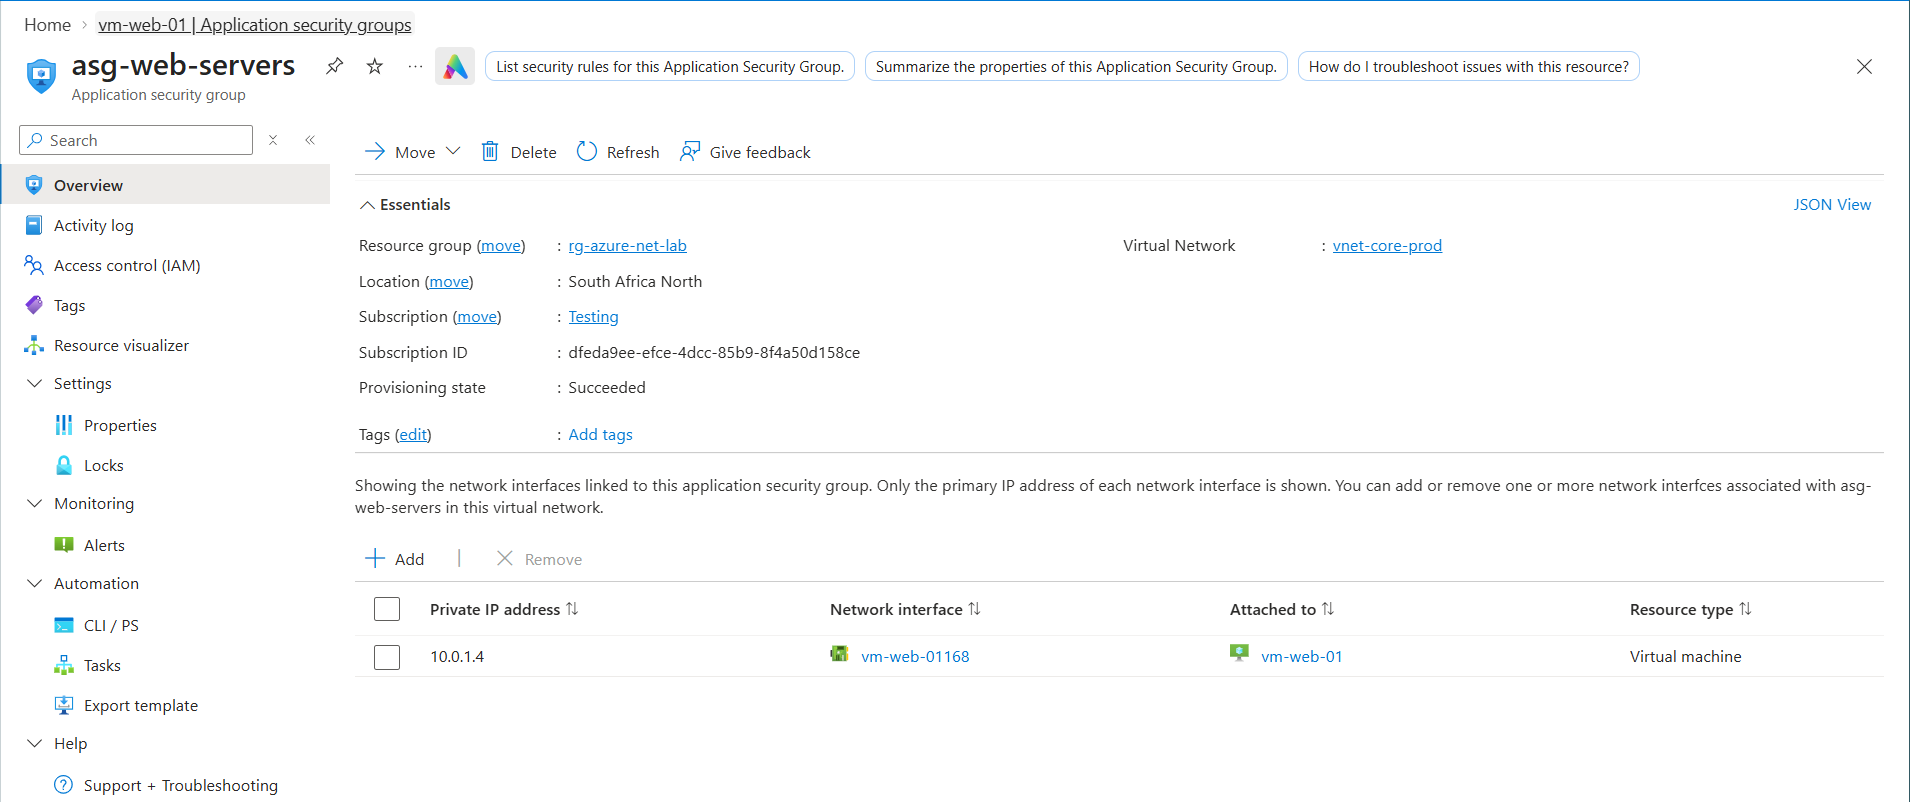 Home > vm-web-01 | Application security groups
asg-web-servers
Application security group
List security rules for this Application Security Group.
Summarize the properties of this Application Security Group.
How do I troubleshoot issues with this resource?
Search
Overview
Activity log
Access control (IAM)
Tags
Resource visualizer
Settings
Properties
Locks
Monitoring
Alerts
Automation
CLI / PS
Tasks
Export template
Help
Support + Troubleshooting
Move Delete Refresh Give feedback
Essentials JSON View
Resource group (move) : rg-azure-net-lab Virtual Network : vnet-core-prod
Location (move) : South Africa North
Subscription (move) : Testing
Subscription ID : dfeda9ee-efce-4dcc-85b9-8f4a50d158ce
Provisioning state : Succeeded
Tags (edit) : Add tags
Showing the network interfaces linked to this application security group. Only the primary IP address of each network interface is shown. You can add or remove one or more network interfces associated with asg-
web-servers in this virtual network.
Add | Remove
Private IP address Network interface Attached to Resource type
10.0.1.4 vm-web-01168 vm-web-01 Virtual machine